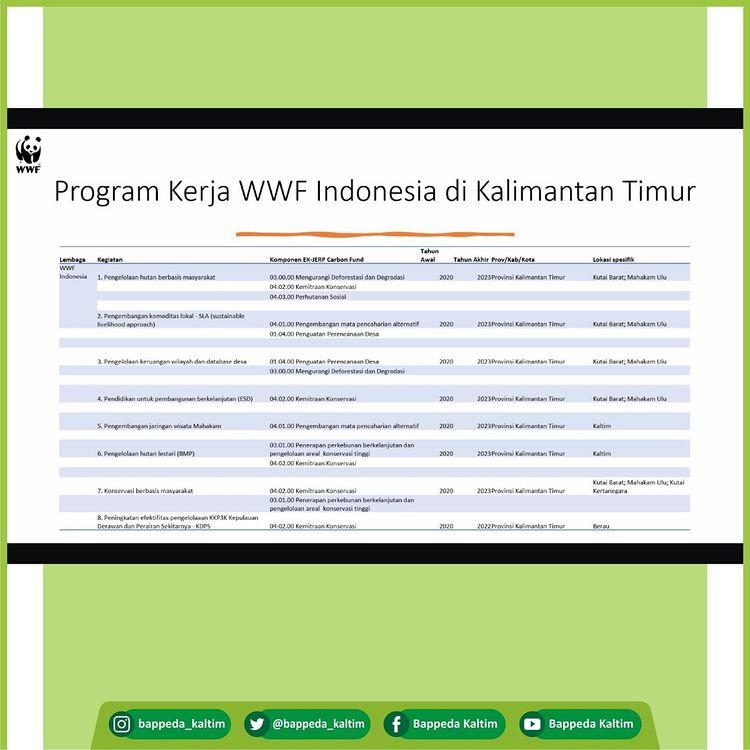 WWF
Program Kerja WWF Indonesia di Kalimantan Timur
Lembaga Kegiatan Komponen EK-JERP Carbon Fund Tahun Awal Tahun Akhir Prov/Kab/Kota Lokasi spesifik
WWF
Indonesia 1. Pengelolaan hutan berbasis masyarakat 03.00.00 Mengurangi Deforestasi dan Degradasi 2020 2023 Provinsi Kalimantan Timur Kutai Barat; Mahakam Ulu
04.02.00 Kemitraan Konservasi
04.03.00 Perhutanan Sosial
2. Pengembangan komoditas lokal - SLA (sustainable
livelihood approach) 04.01.00 Pengembangan mata pencaharian alternatif 2020 2023 Provinsi Kalimantan Timur Kutai Barat; Mahakam Ulu
01.04.00 Penguatan Perencanaan Desa
3. Pengelolaan keruangan wilayah dan database desa 01.04.00 Penguatan Perencanaan Desa 2020 2023 Provinsi Kalimantan Timur Kutai Barat; Mahakam Ulu
03.00.00 Mengurangi Deforestasi dan Degradasi
4. Pendidikan untuk pembangunan berkelanjutan (ESD) 04.02.00 Kemitraan Konservasi 2020 2023 Provinsi Kalimantan Timur Kutai Barat; Mahakam Ulu
5. Pengembangan jaringan wisata Mahakam 04.01.00 Pengembangan mata pencaharian alternatif 2020 2023 Provinsi Kalimantan Timur Kaltim
03.01.00 Penerapan perkebunan berkelanjutan dan
6. Pengelolaan hutan lestari (BMP) pengelolaan areal konservasi tinggi 2020 2023 Provinsi Kalimantan Timur Kaltim
04.02.00 Kemitraan Konservasi
Kutai Barat; Mahakam Ulu; Kutai
7. Konservasi berbasis masyarakat 04.02.00 Kemitraan Konservasi 2020 2023 Provinsi Kalimantan Timur Kertanegara
03.01.00 Penerapan perkebunan berkelanjutan dan
pengelolaan areal konservasi tinggi
8. Peningkatan efektifitas pengelolaaan KKP3K Kepulauan
Derawan dan Perairan Sekitarnya - KDPS 04.02.00 Kemitraan Konservasi 2020 2022 Provinsi Kalimantan Timur Berau
bappeda_kaltim @bappeda_kaltim Bappeda Kaltim Bappeda Kaltim